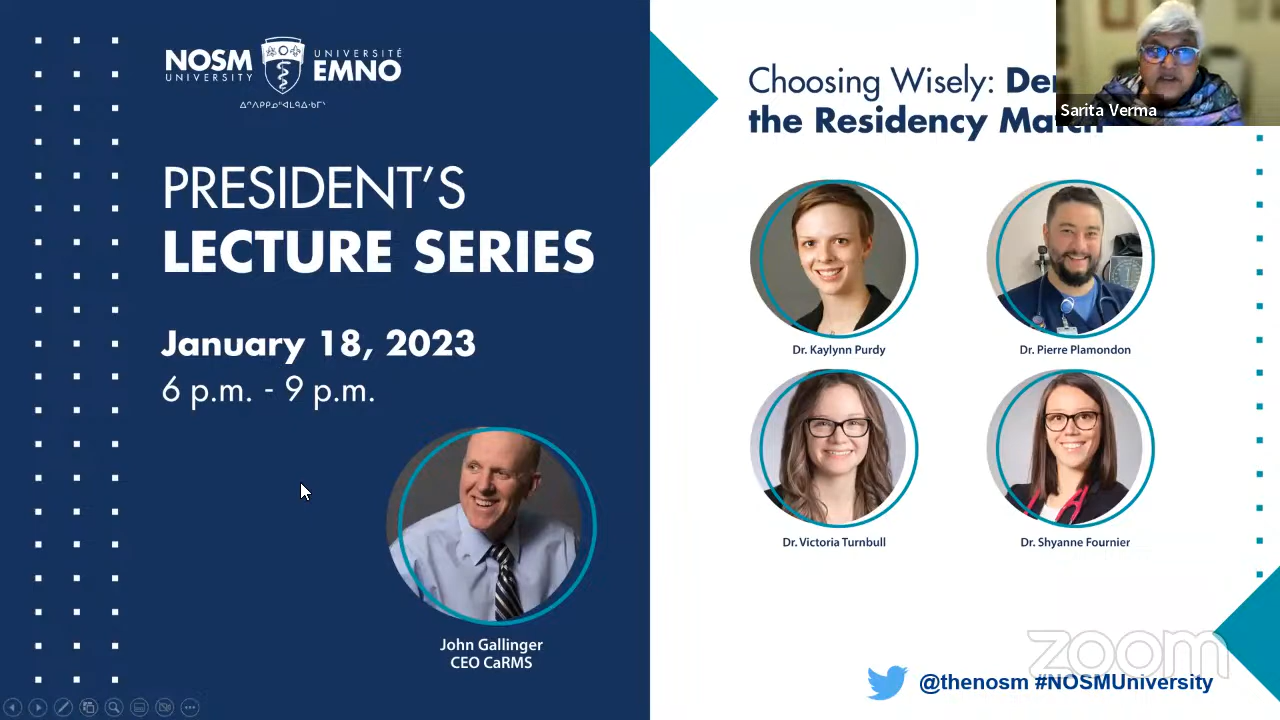 NOSM
UNIVERSITY
UNIVERSITÉ
EMNO
PRESIDENT'S
LECTURE SERIES
January 18, 2023
6 p.m. - 9 p.m.
John Gallinger
CEO CaRMS
Choosing Wisely:
the Residency Match
Sarita Verma
Dr. Kaylynn Purdy
Dr. Pierre Plamondon
Dr. Victoria Turnbull
Dr. Shyanne Fournier
zoom
@thenosm #NOSMUniversity